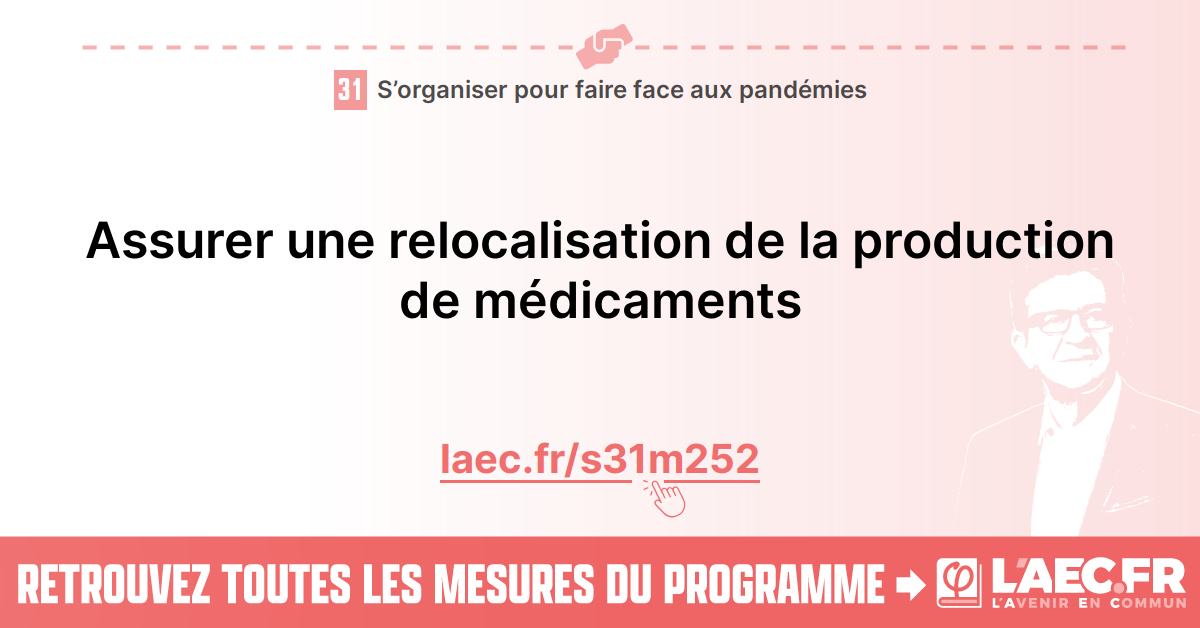 31 S’organiser pour faire face aux pandémies
Assurer une relocalisation de la production
de médicaments
laec.fr/s31m252
RETROUVEZ TOUTES LES MESURES DU PROGRAMME
φ L'AEC.FR
L'AVENIR EN COMMUN